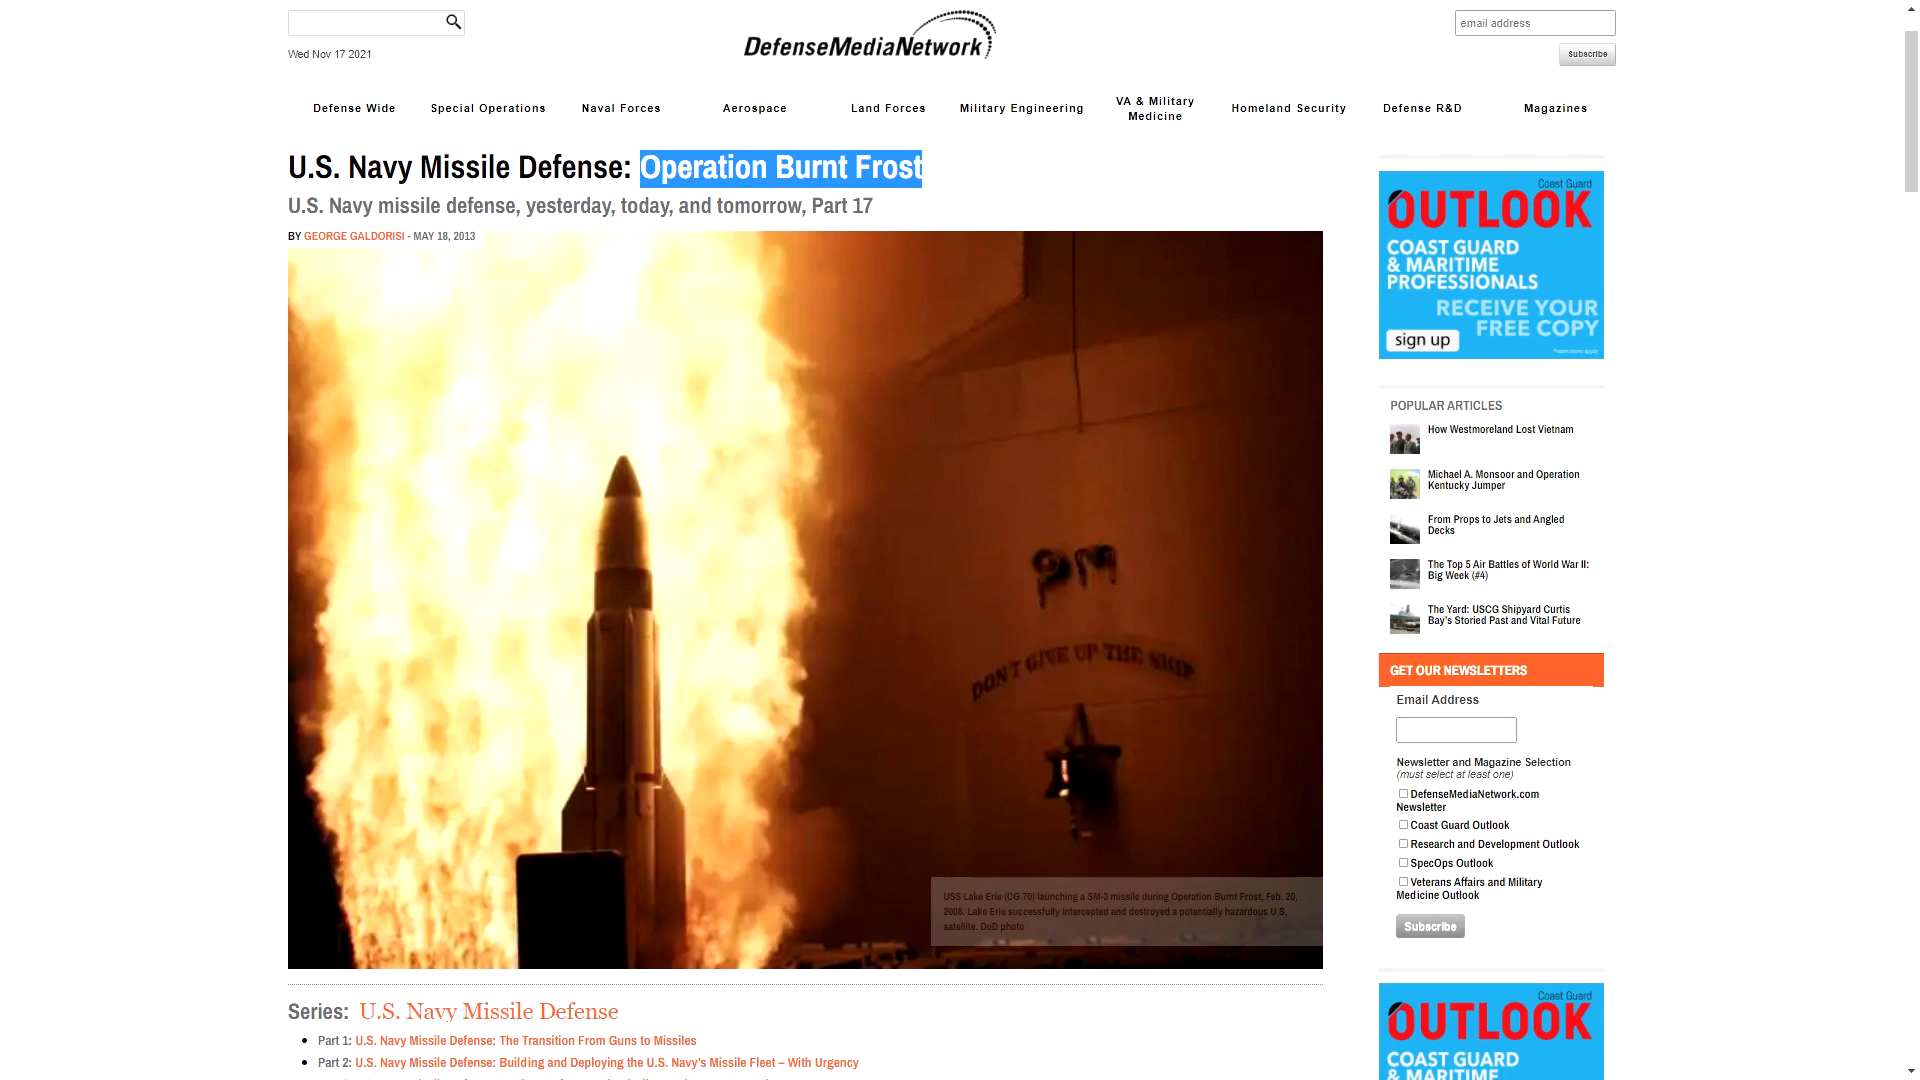 Wed Nov 17 2021
DefenseMediaNetwork
email address
Subscribe
Defense Wide
Special Operations
Naval Forces
Aerospace
Land Forces
Military Engineering
VA & Military
Medicine
Homeland Security
Defense R&D
Magazines
U.S. Navy Missile Defense: Operation Burnt Frost
U.S. Navy missile defense, yesterday, today, and tomorrow, Part 17
BY GEORGE GALDORISI - MAY 18, 2013
DON'T GIVE UP THE SHIP
USS Lake Erie (CG 70) launching a SM-3 missile during Operation Burnt Frost, Feb. 20,
2008. Lake Erie successfully intercepted and destroyed a potentially hazardous U.S.
satellite. DoD photo
Series: U.S. Navy Missile Defense
Part 1: U.S. Navy Missile Defense: The Transition From Guns to Missiles
Part 2: U.S. Navy Missile Defense: Building and Deploying the U.S. Navy's Missile Fleet – With Urgency
Coast Guard
OUTLOOK
COAST GUARD
& MARITIME
PROFESSIONALS
RECEIVE YOUR
FREE COPY
sign up
*restrictions apply
POPULAR ARTICLES
How Westmoreland Lost Vietnam
Michael A. Monsoor and Operation
Kentucky Jumper
From Props to Jets and Angled
Decks
The Top 5 Air Battles of World War II:
Big Week (#4)
The Yard: USCG Shipyard Curtis
Bay's Storied Past and Vital Future
GET OUR NEWSLETTERS
Email Address
Newsletter and Magazine Selection
(must select at least one)
DefenseMediaNetwork.com
Newsletter
Coast Guard Outlook
Research and Development Outlook
SpecOps Outlook
Veterans Affairs and Military
Medicine Outlook
Subscribe
Coast Guard
OUTLOOK
COAST GUARD
& MARITIME